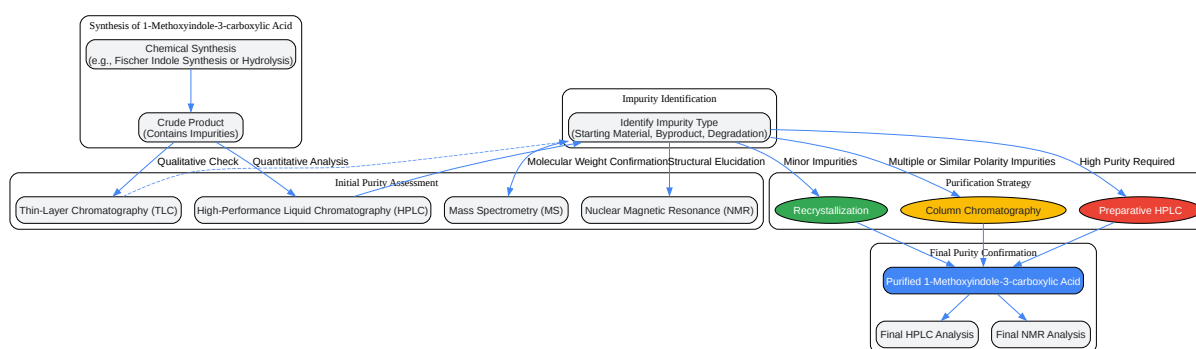 Synthesis of 1-Methoxyindole-3-carboxylic Acid
Chemical Synthesis
(e.g., Fischer Indole Synthesis or Hydrolysis)
Crude Product
(Contains Impurities)
Impurity Identification
Identify Impurity Type
(Starting Material, Byproduct, Degradation)
Qualitative Check
Quantitative Analysis
Molecular Weight Confirmation
Structural Elucidation
Minor Impurities
Multiple or Similar Polarity Impurities
High Purity Required
Initial Purity Assessment
Thin-Layer Chromatography (TLC)
High-Performance Liquid Chromatography (HPLC)
Mass Spectrometry (MS)
Nuclear Magnetic Resonance (NMR)
Purification Strategy
Recrystallization
Column Chromatography
Preparative HPLC
Final Purity Confirmation
Purified 1-Methoxyindole-3-carboxylic Acid
Final HPLC Analysis
Final NMR Analysis